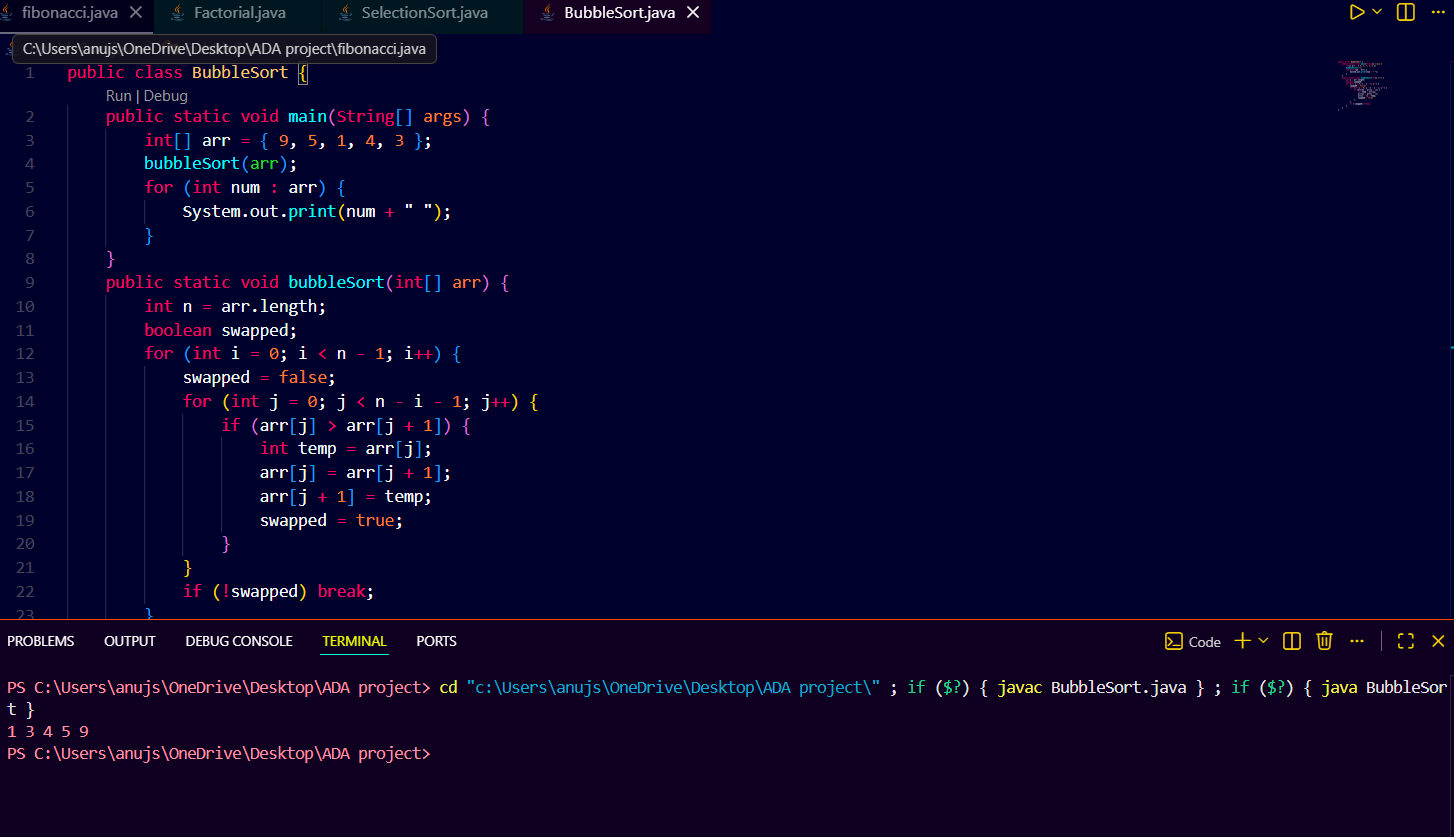 fibonacci.java Factorial.java SelectionSort.java BubbleSort.java
C:\Users\anujs\OneDrive\Desktop\ADA project\fibonacci.java
1 public class BubbleSort {
Run | Debug
2 public static void main(String[] args) {
3 int[] arr = { 9, 5, 1, 4, 3 };
4 bubbleSort(arr);
5 for (int num : arr) {
6 System.out.print(num + " ");
7 }
8 }
9 public static void bubbleSort(int[] arr) {
10 int n = arr.length;
11 boolean swapped;
12 for (int i = 0; i < n - 1; i++) {
13 swapped = false;
14 for (int j = 0; j < n - i - 1; j++) {
15 if (arr[j] > arr[j + 1]) {
16 int temp = arr[j];
17 arr[j] = arr[j + 1];
18 arr[j + 1] = temp;
19 swapped = true;
20 }
21 }
22 if (!swapped) break;
23 }
PROBLEMS OUTPUT DEBUG CONSOLE TERMINAL PORTS Code
PS C:\Users\anujs\OneDrive\Desktop\ADA project> cd "c:\Users\anujs\OneDrive\Desktop\ADA project\" ; if ($?) { javac BubbleSort.java } ; if ($?) { java BubbleSor
t }
1 3 4 5 9
PS C:\Users\anujs\OneDrive\Desktop\ADA project>